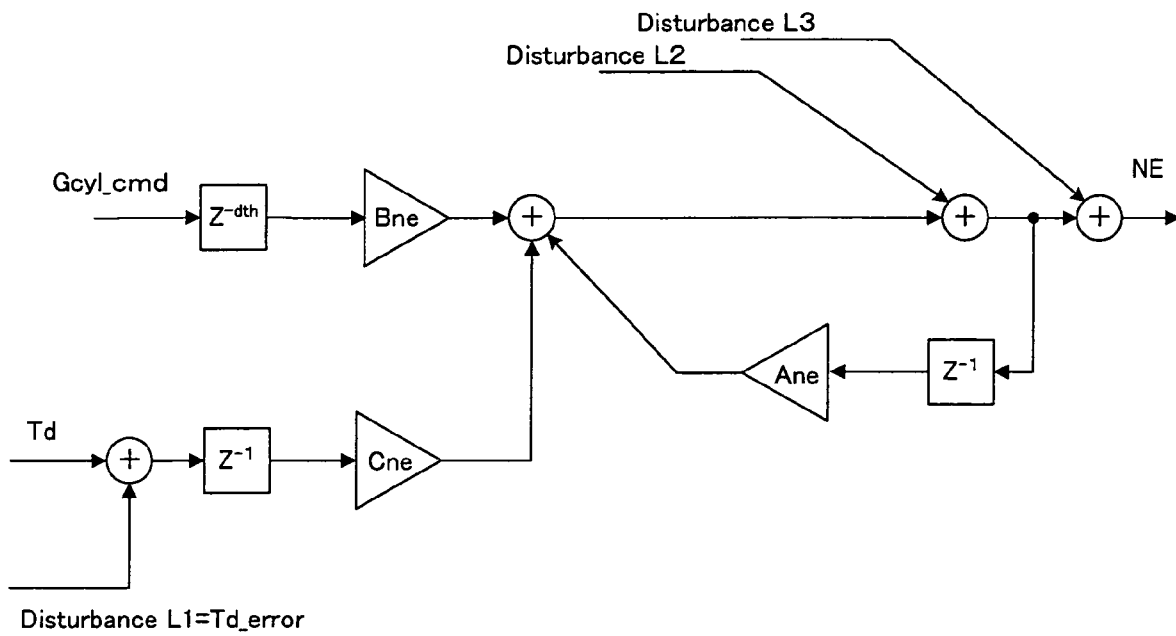 Disturbance L3
Disturbance L2
Gcyl_cmd
Z-dth
Bne
+
+
+
NE
Ane
Z-1
Td
+
Z-1
Cne
Disturbance L1=Td_error